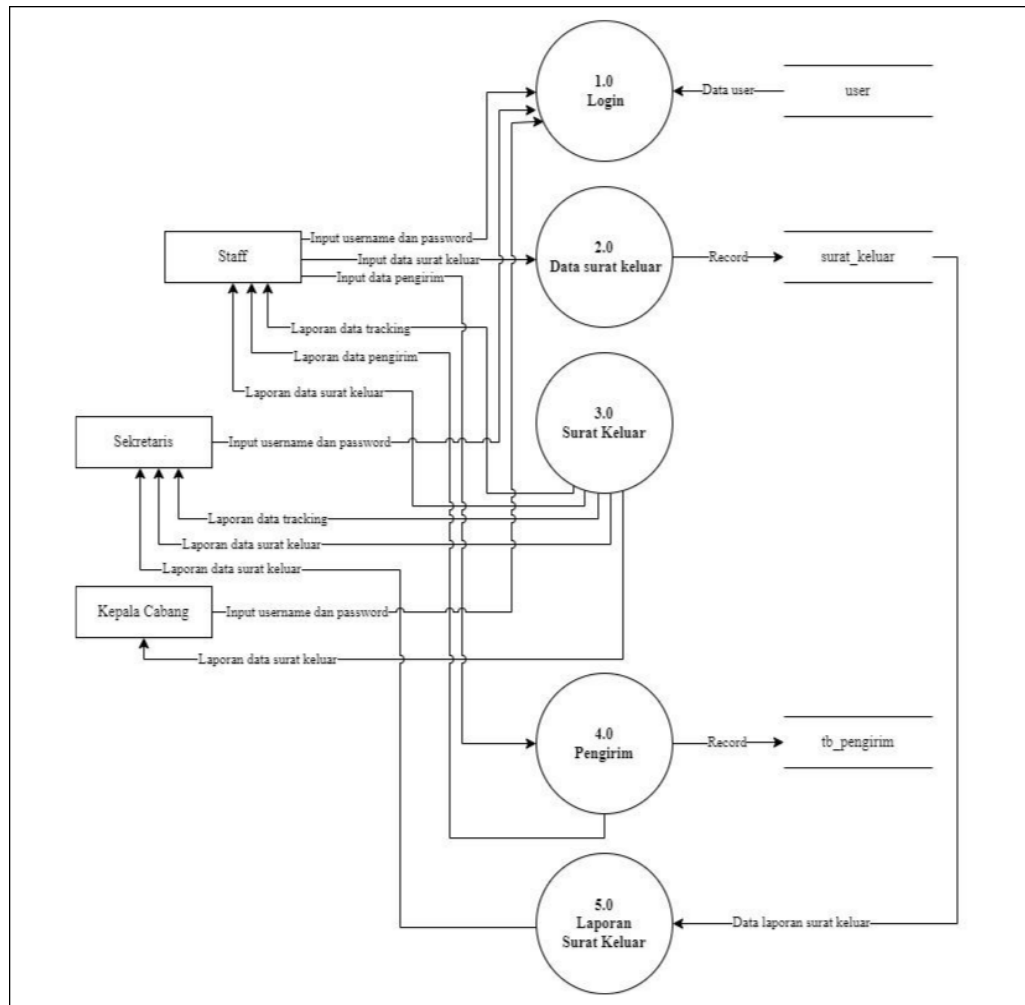 1.0
Login
Data user
user
2.0
Data surat keluar
Record
surat_keluar
Staff
Input username dan password
Input data surat keluar
Input data pengirim
Laporan data tracking
Laporan data pengirim
Laporan data surat keluar
3.0
Surat Keluar
Sekretaris
Input username dan password
Laporan data tracking
Laporan data surat keluar
Laporan data surat keluar
Kepala Cabang
Input username dan password
Laporan data surat keluar
4.0
Pengirim
Record
tb_pengirim
5.0
Laporan
Surat Keluar
Data laporan surat keluar